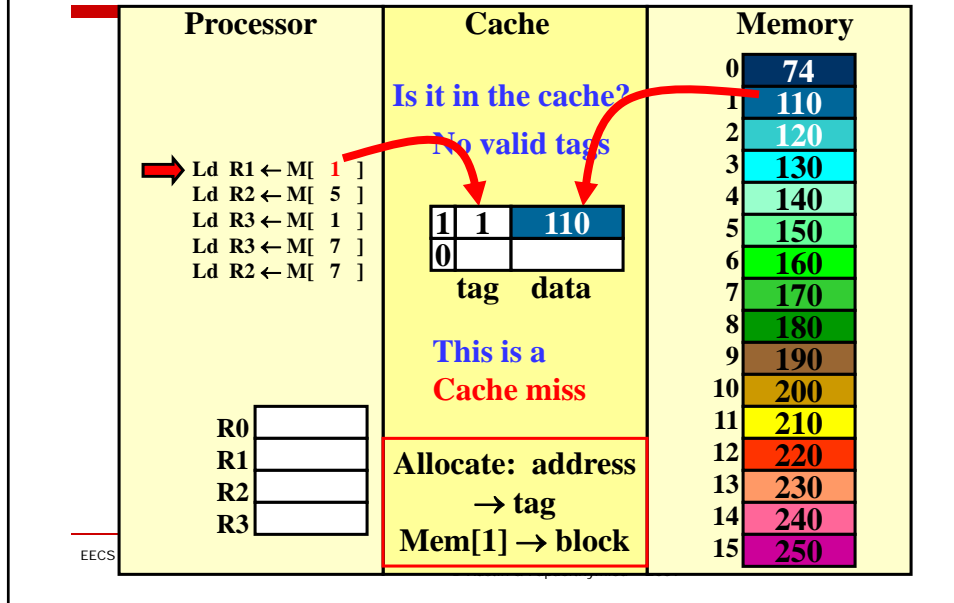 Processor
Ld R1 ← M[ 1 ]
Ld R2 ← M[ 5 ]
Ld R3 ← M[ 1 ]
Ld R3 ← M[ 7 ]
Ld R2 ← M[ 7 ]
R0
R1
R2
R3
Cache
Is it in the cache?
No valid tags
1 1 110
0
tag data
This is a
Cache miss
Allocate: address
→ tag
Mem[1] → block
Memory
0 74
1 110
2 120
3 130
4 140
5 150
6 160
7 170
8 180
9 190
10 200
11 210
12 220
13 230
14 240
15 250
EECS